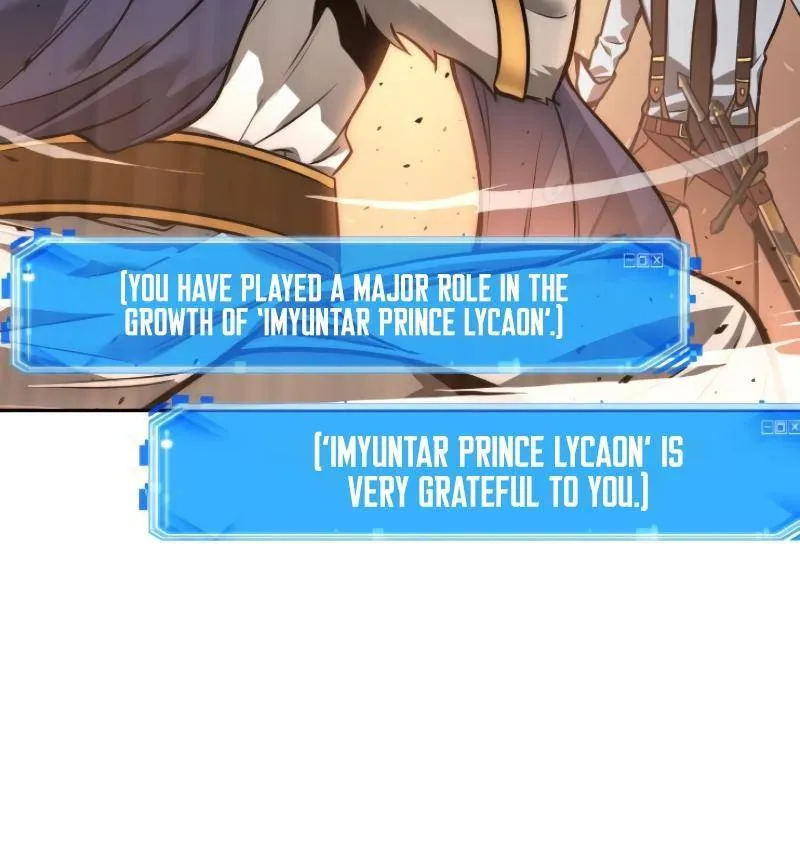 [YOU HAVE PLAYED A MAJOR ROLE IN THE
GROWTH OF ‘IMYUNTAR PRINCE LYCAON’.]
[‘IMYUNTAR PRINCE LYCAON’ IS
VERY GRATEFUL TO YOU.]